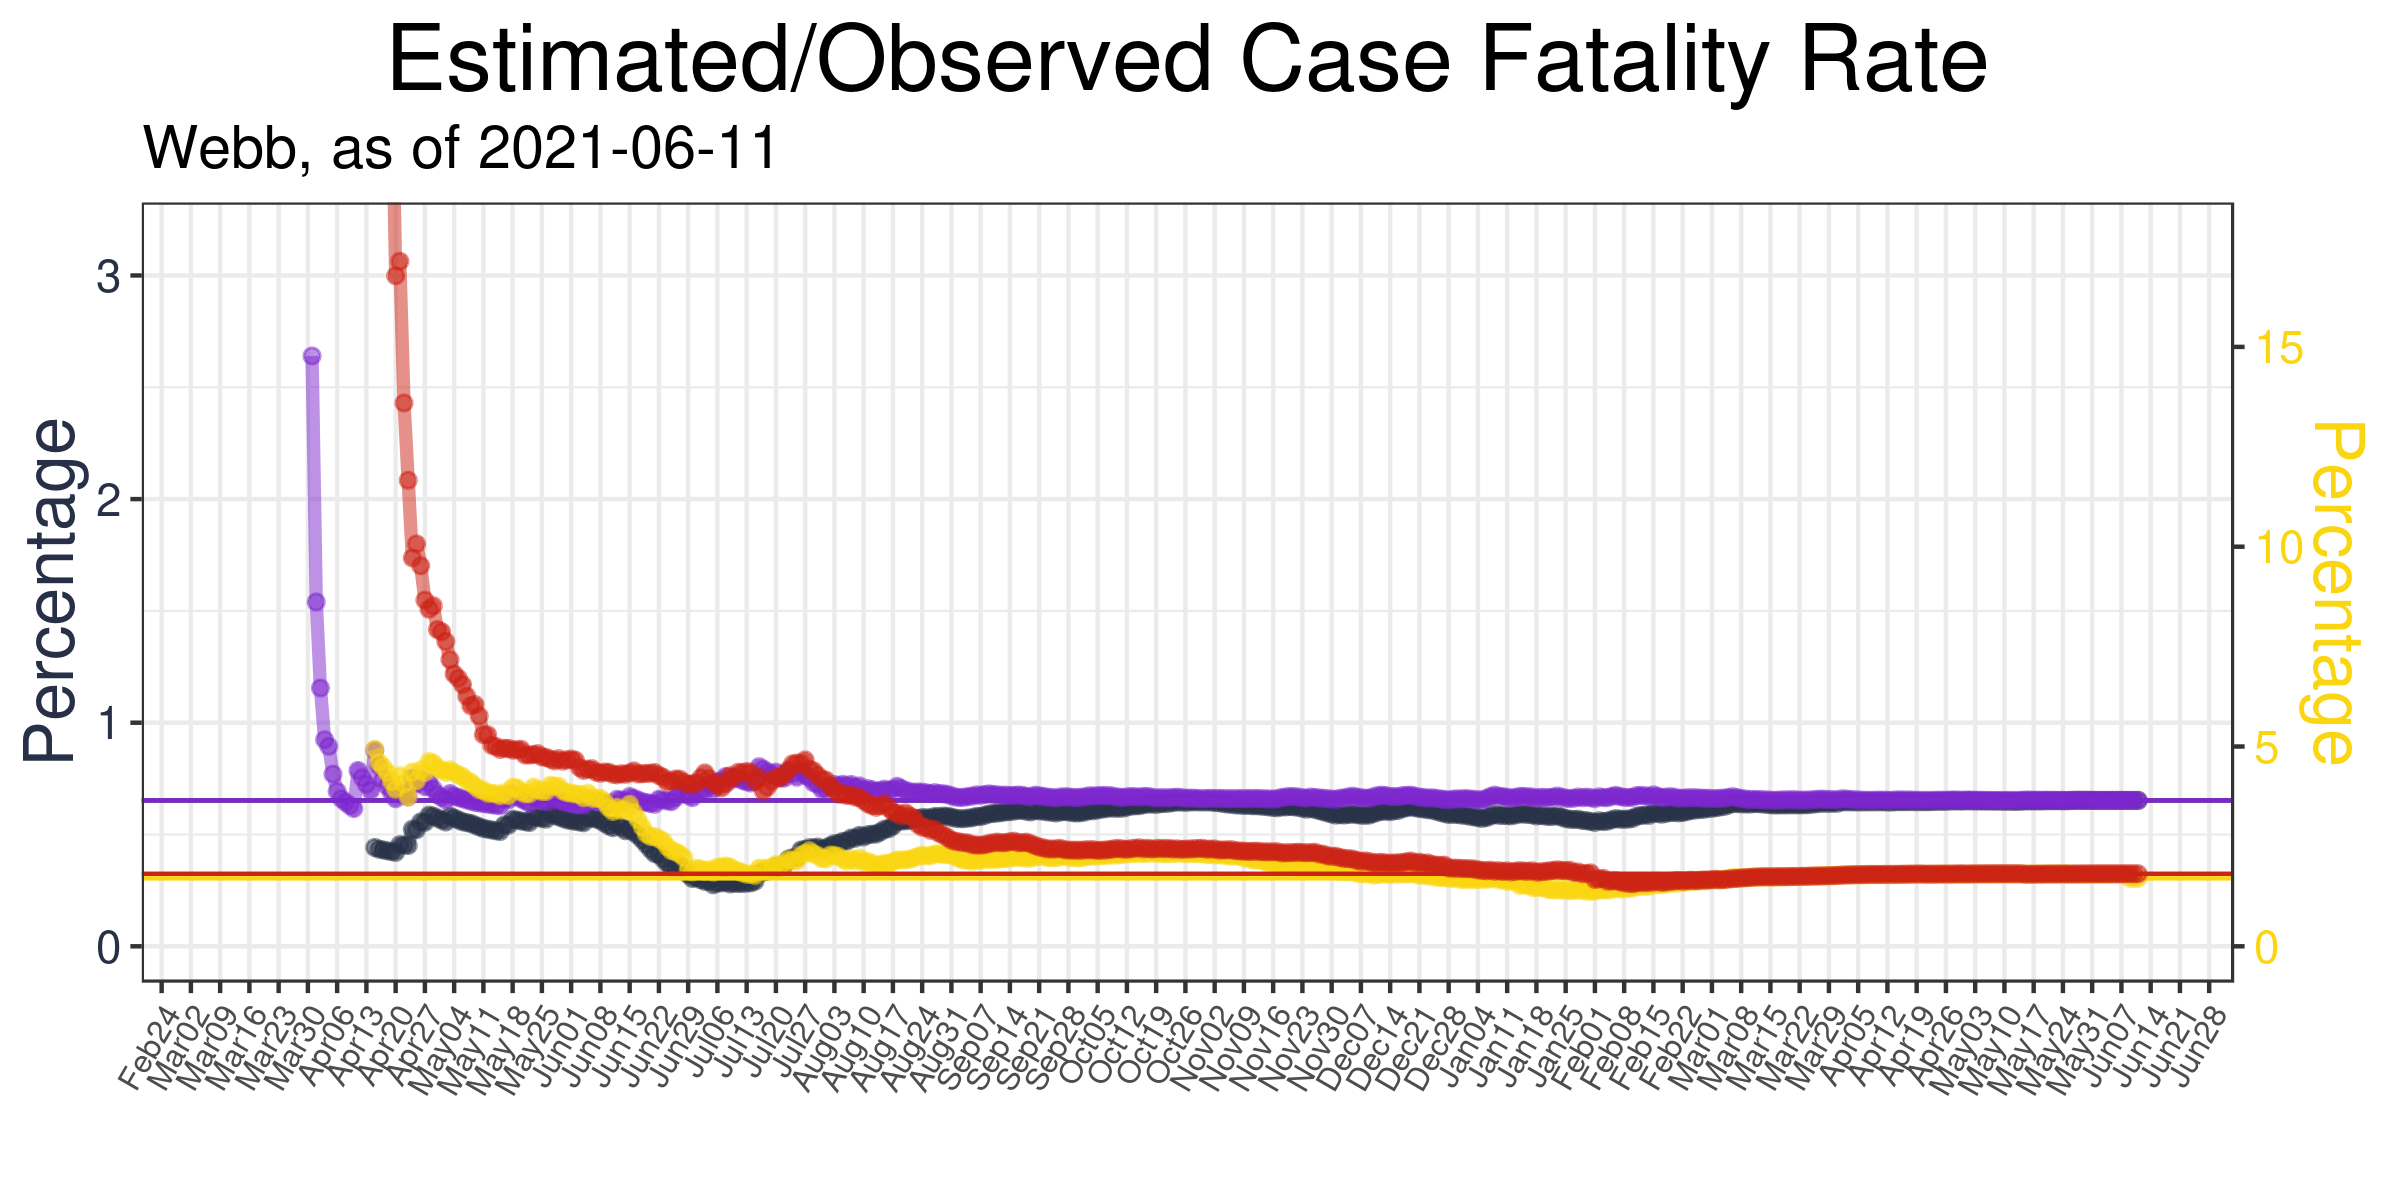 Estimated/Observed Case Fatality Rate
Webb, as of 2021-06-11
Percentage
3
2
1
0
15
10
5
0
Percentage
Feb24
Mar02
Mar09
Mar16
Mar23
Mar30
Apr06
Apr13
Apr20
Apr27
May04
May11
May18
May25
Jun01
Jun08
Jun15
Jun22
Jun29
Jul06
Jul13
Jul20
Jul27
Aug03
Aug10
Aug17
Aug24
Aug31
Sep07
Sep14
Sep21
Sep28
Oct05
Oct12
Oct19
Oct26
Nov02
Nov09
Nov16
Nov23
Nov30
Dec07
Dec14
Dec21
Dec28
Jan04
Jan11
Jan18
Jan25
Feb01
Feb08
Feb15
Feb22
Mar01
Mar08
Mar15
Mar22
Mar29
Apr05
Apr12
Apr19
Apr26
May03
May10
May17
May24
May31
Jun07
Jun14
Jun21
Jun28